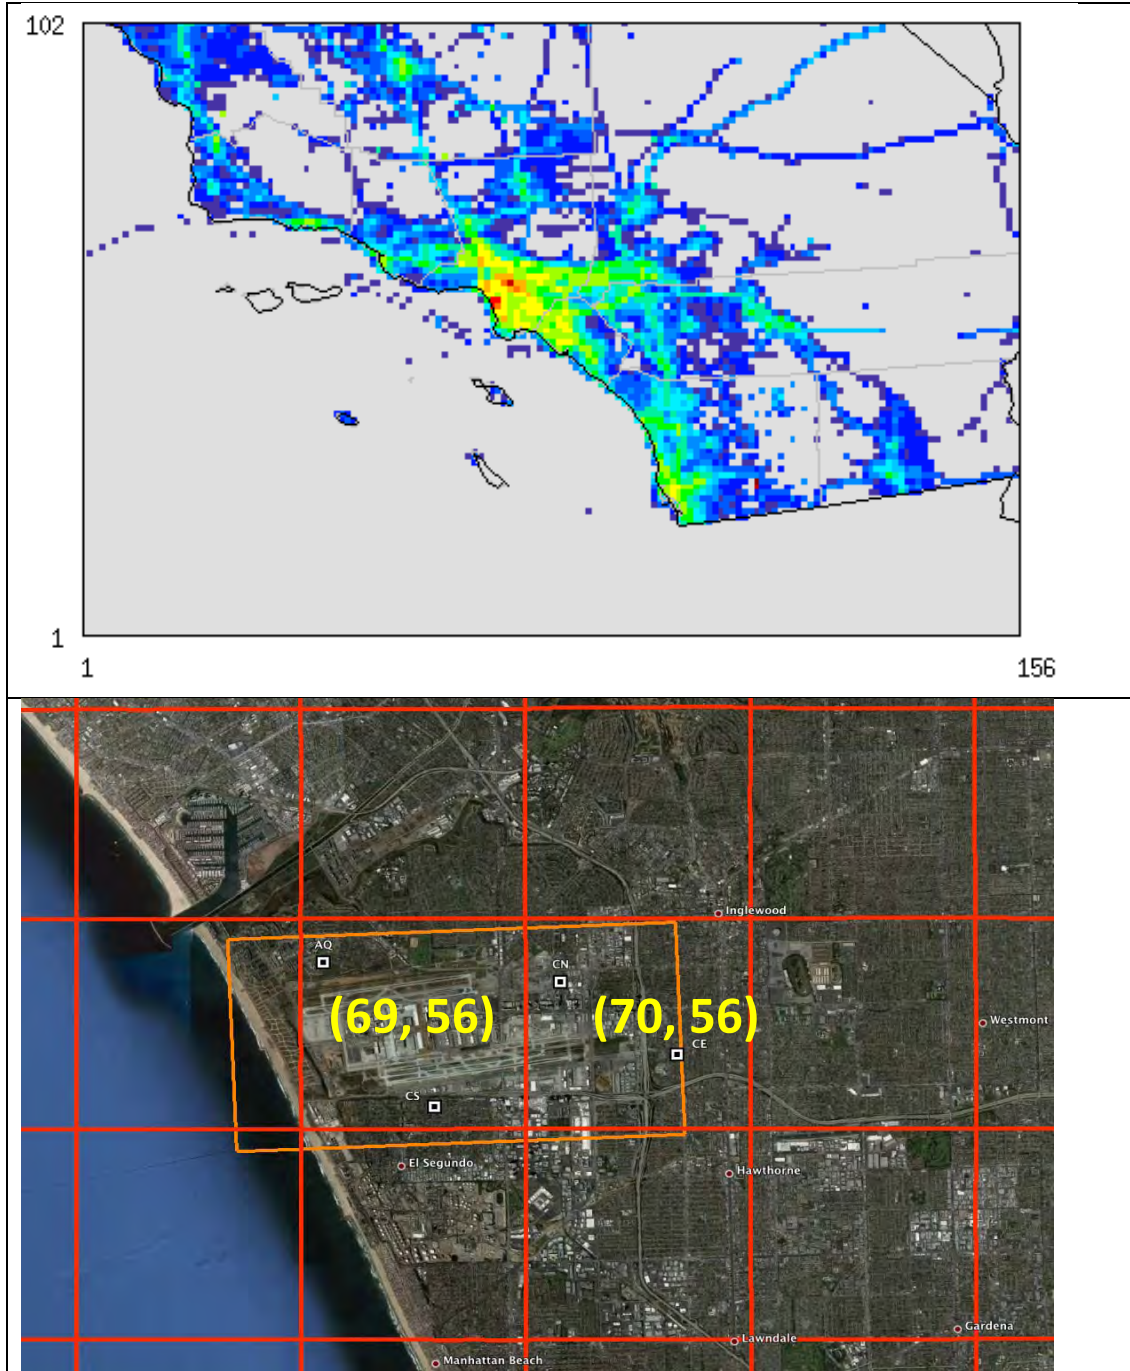 102
1
1
156
Inglewood
AQ
CN
(69, 56)
(70, 56)
Westmont
CE
CS
El Segundo
Hawthorne
Gardena
Lawndale
Manhattan Beach